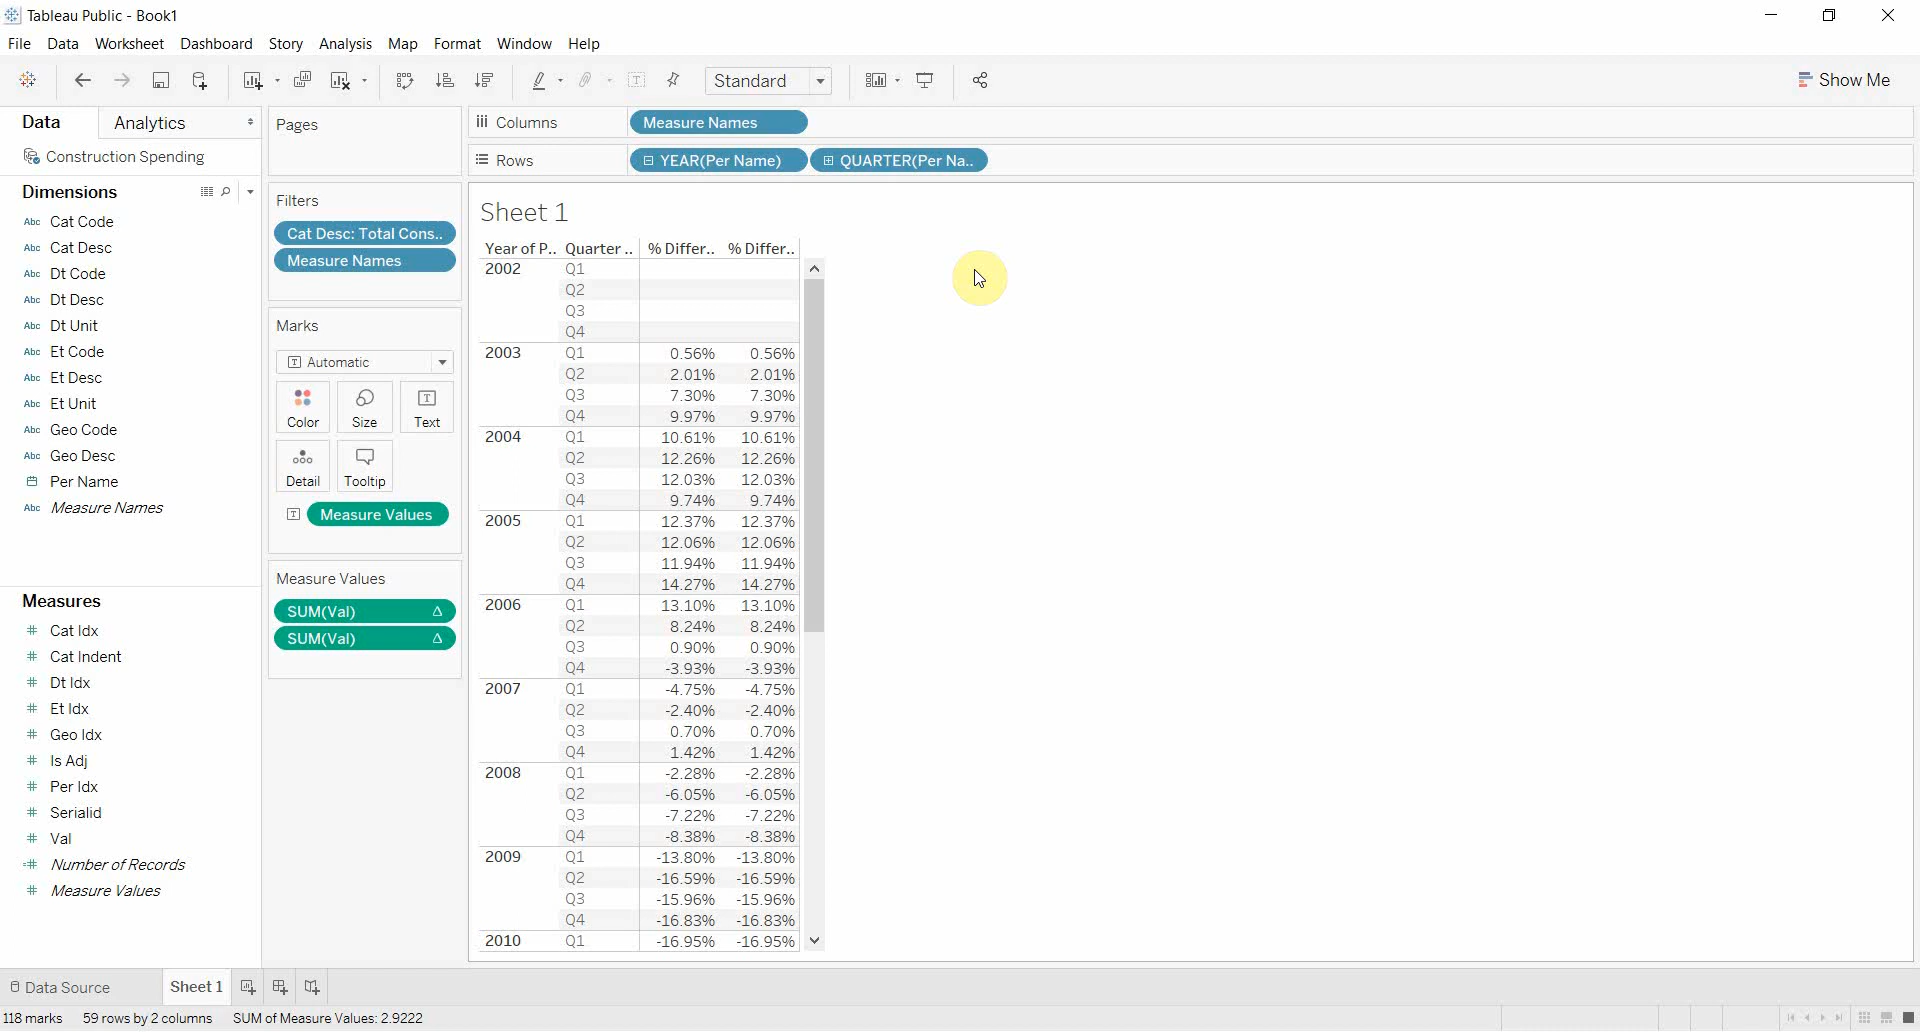 Tableau Public - Book1
File Data Worksheet Dashboard Story Analysis Map Format Window Help
Standard
Show Me
Data
Analytics
Construction Spending
Dimensions
Abc Cat Code
Abc Cat Desc
Abc Dt Code
Abc Dt Desc
Abc Dt Unit
Abc Et Code
Abc Et Desc
Abc Et Unit
Abc Geo Code
Abc Geo Desc
Per Name
Abc Measure Names
Measures
# Cat Idx
# Cat Indent
# Dt Idx
# Et Idx
# Geo Idx
# Is Adj
# Per Idx
# Serialid
# Val
=# Number of Records
# Measure Values
Pages
Filters
Cat Desc: Total Cons..
Measure Names
Marks
T Automatic
Color
Size
T Text
Detail
Tooltip
T Measure Values
Measure Values
SUM(Val) Δ
SUM(Val) Δ
Columns
Measure Names
Rows
YEAR(Per Name)
QUARTER(Per Na..
Sheet 1
Year of P.. Quarter .. % Differ.. % Differ..
2002 Q1
Q2
Q3
Q4
2003 Q1 0.56% 0.56%
Q2 2.01% 2.01%
Q3 7.30% 7.30%
Q4 9.97% 9.97%
2004 Q1 10.61% 10.61%
Q2 12.26% 12.26%
Q3 12.03% 12.03%
Q4 9.74% 9.74%
2005 Q1 12.37% 12.37%
Q2 12.06% 12.06%
Q3 11.94% 11.94%
Q4 14.27% 14.27%
2006 Q1 13.10% 13.10%
Q2 8.24% 8.24%
Q3 0.90% 0.90%
Q4 -3.93% -3.93%
2007 Q1 -4.75% -4.75%
Q2 -2.40% -2.40%
Q3 0.70% 0.70%
Q4 1.42% 1.42%
2008 Q1 -2.28% -2.28%
Q2 -6.05% -6.05%
Q3 -7.22% -7.22%
Q4 -8.38% -8.38%
2009 Q1 -13.80% -13.80%
Q2 -16.59% -16.59%
Q3 -15.96% -15.96%
Q4 -16.83% -16.83%
2010 Q1 -16.95% -16.95%
Data Source
Sheet 1
118 marks 59 rows by 2 columns SUM of Measure Values: 2.9222